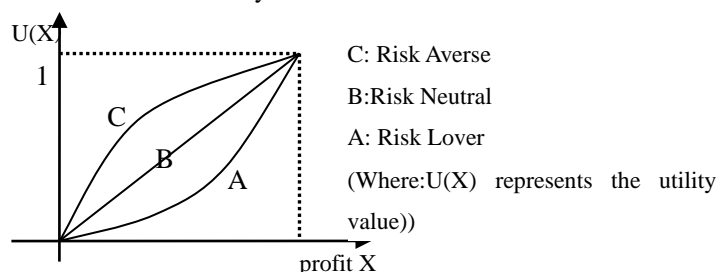 U(X)
1
C
B
A
profit X
C: Risk Averse
B:Risk Neutral
A: Risk Lover
(Where:U(X) represents the utility
value))